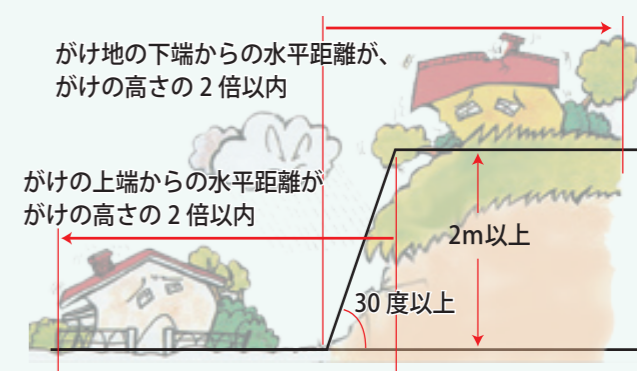 がけ地の下端からの水平距離が、
がけの高さの 2 倍以内
がけの上端からの水平距離が
がけの高さの 2 倍以内
2m以上
30 度以上